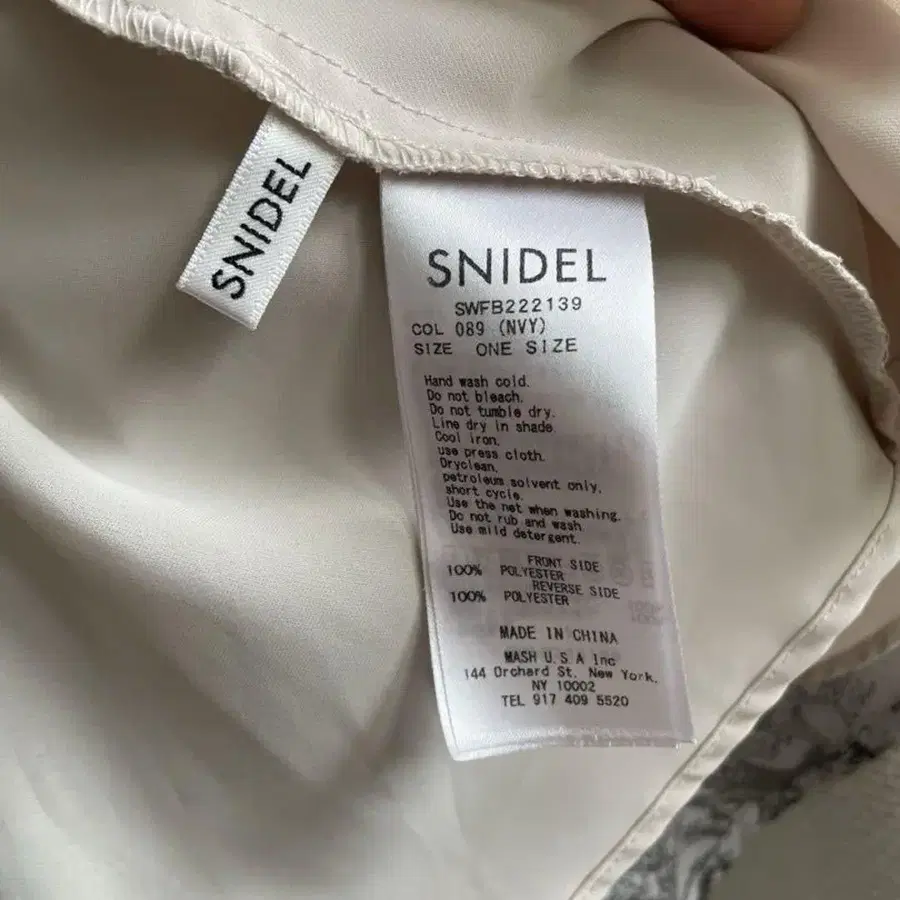 SNIDEL
SNIDEL
SWFB222139
COL 089 (NVY)
SIZE ONE SIZE
Hand wash cold.
Do not bleach.
Do not tumble dry.
Line dry in shade.
Cool iron.
use press cloth.
Dryclean.
petroleum solvent only.
short cycle.
Use the net when washing.
Do not rub and wash.
Use mild detergent.
FRONT SIDE
100% POLYESTER
REVERSE SIDE
100% POLYESTER
MADE IN CHINA
MASH U.S.A Inc
144 Orchard St. New York.
NY 10002
TEL 917 409 5520